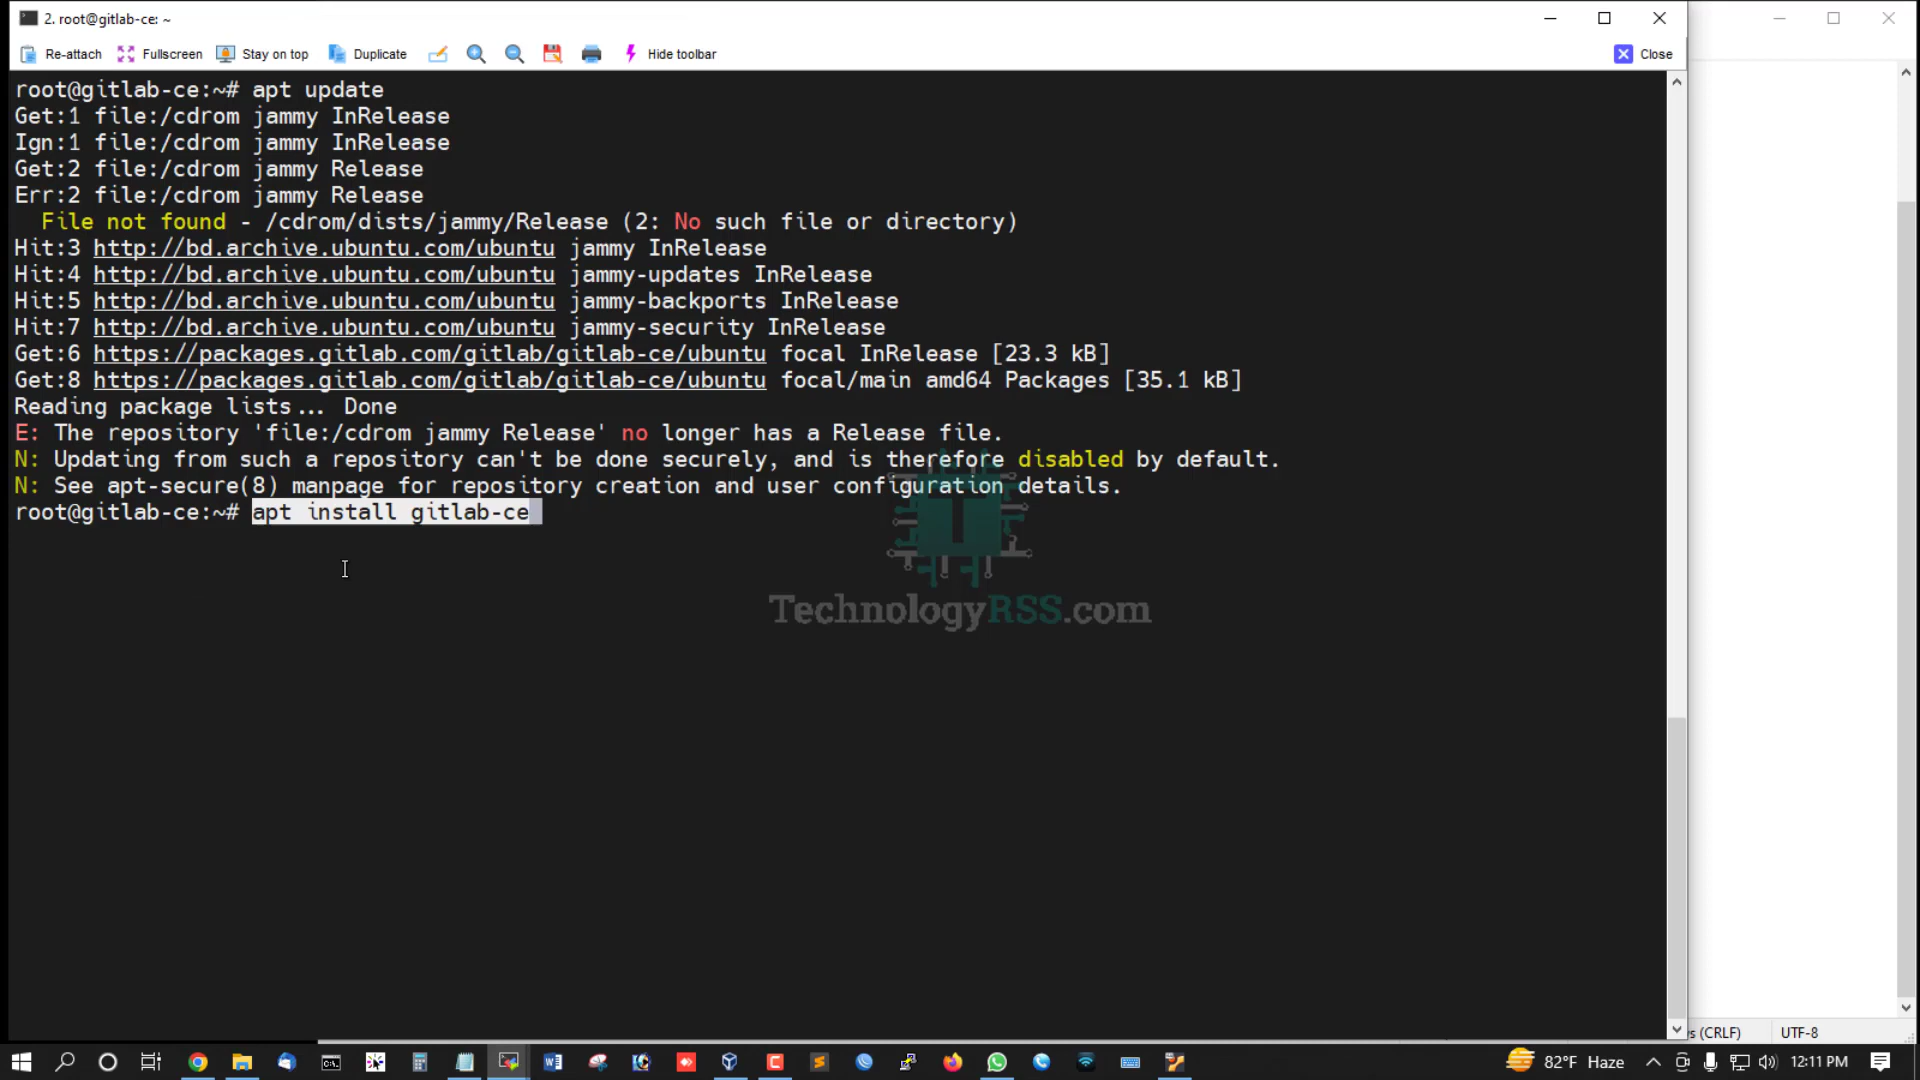 2. root@gitlab-ce: ~
Re-attach Fullscreen Stay on top Duplicate Hide toolbar Close
root@gitlab-ce:~# apt update
Get:1 file:/cdrom jammy InRelease
Ign:1 file:/cdrom jammy InRelease
Get:2 file:/cdrom jammy Release
Err:2 file:/cdrom jammy Release
File not found - /cdrom/dists/jammy/Release (2: No such file or directory)
Hit:3 http://bd.archive.ubuntu.com/ubuntu jammy InRelease
Hit:4 http://bd.archive.ubuntu.com/ubuntu jammy-updates InRelease
Hit:5 http://bd.archive.ubuntu.com/ubuntu jammy-backports InRelease
Hit:7 http://bd.archive.ubuntu.com/ubuntu jammy-security InRelease
Get:6 https://packages.gitlab.com/gitlab/gitlab-ce/ubuntu focal InRelease [23.3 kB]
Get:8 https://packages.gitlab.com/gitlab/gitlab-ce/ubuntu focal/main amd64 Packages [35.1 kB]
Reading package lists... Done
E: The repository 'file:/cdrom jammy Release' no longer has a Release file.
N: Updating from such a repository can't be done securely, and is therefore disabled by default.
N: See apt-secure(8) manpage for repository creation and user configuration details.
root@gitlab-ce:~# apt install gitlab-ce
TechnologyRSS.com
s (CRLF) UTF-8
82°F Haze 12:11 PM